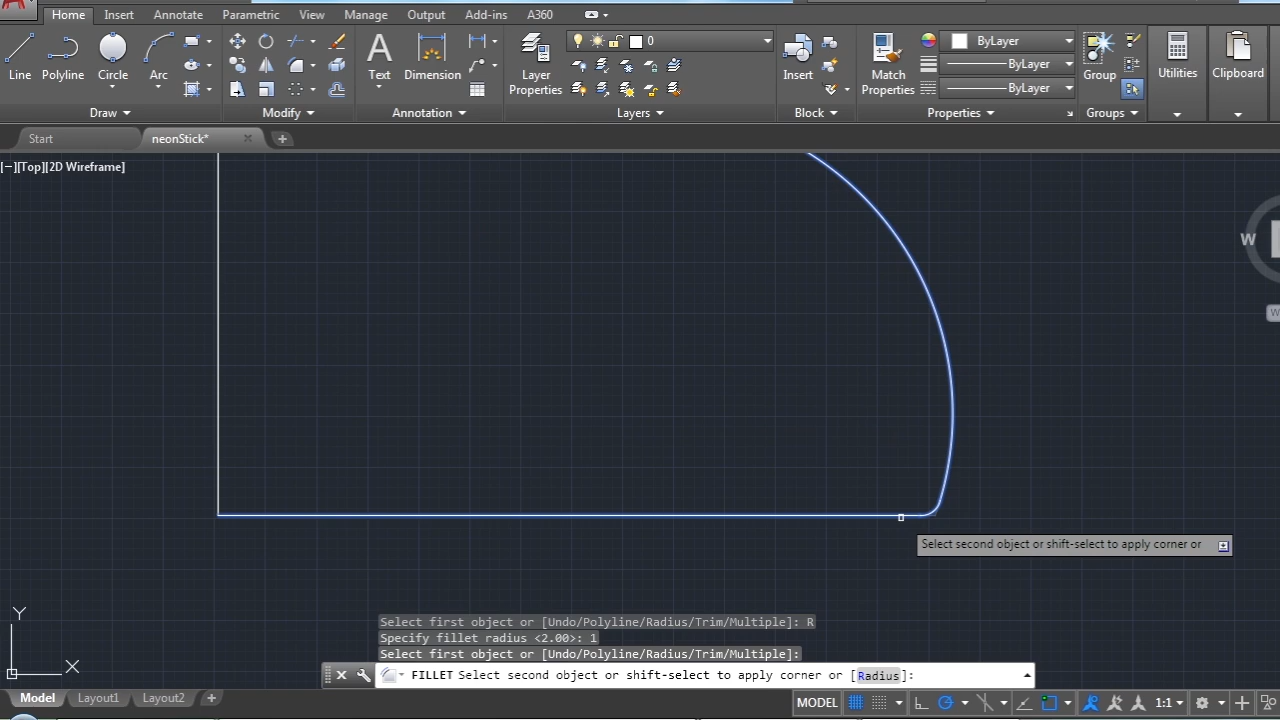 Home Insert Annotate Parametric View Manage Output Add-ins A360
Line Polyline Circle Arc Text Dimension Layer Properties 0 Insert Match Properties ByLayer ByLayer ByLayer Group Utilities Clipboard
Draw Modify Annotation Layers Block Properties Groups
Start neonStick*
[−][Top][2D Wireframe]
W
W
Select second object or shift-select to apply corner or
Y
X
Select first object or [Undo/Polyline/Radius/Trim/Multiple]: R
Specify fillet radius <2.00>: 1
Select first object or [Undo/Polyline/Radius/Trim/Multiple]:
FILLET Select second object or shift-select to apply corner or [Radius]:
Model Layout1 Layout2 +
MODEL 1:1